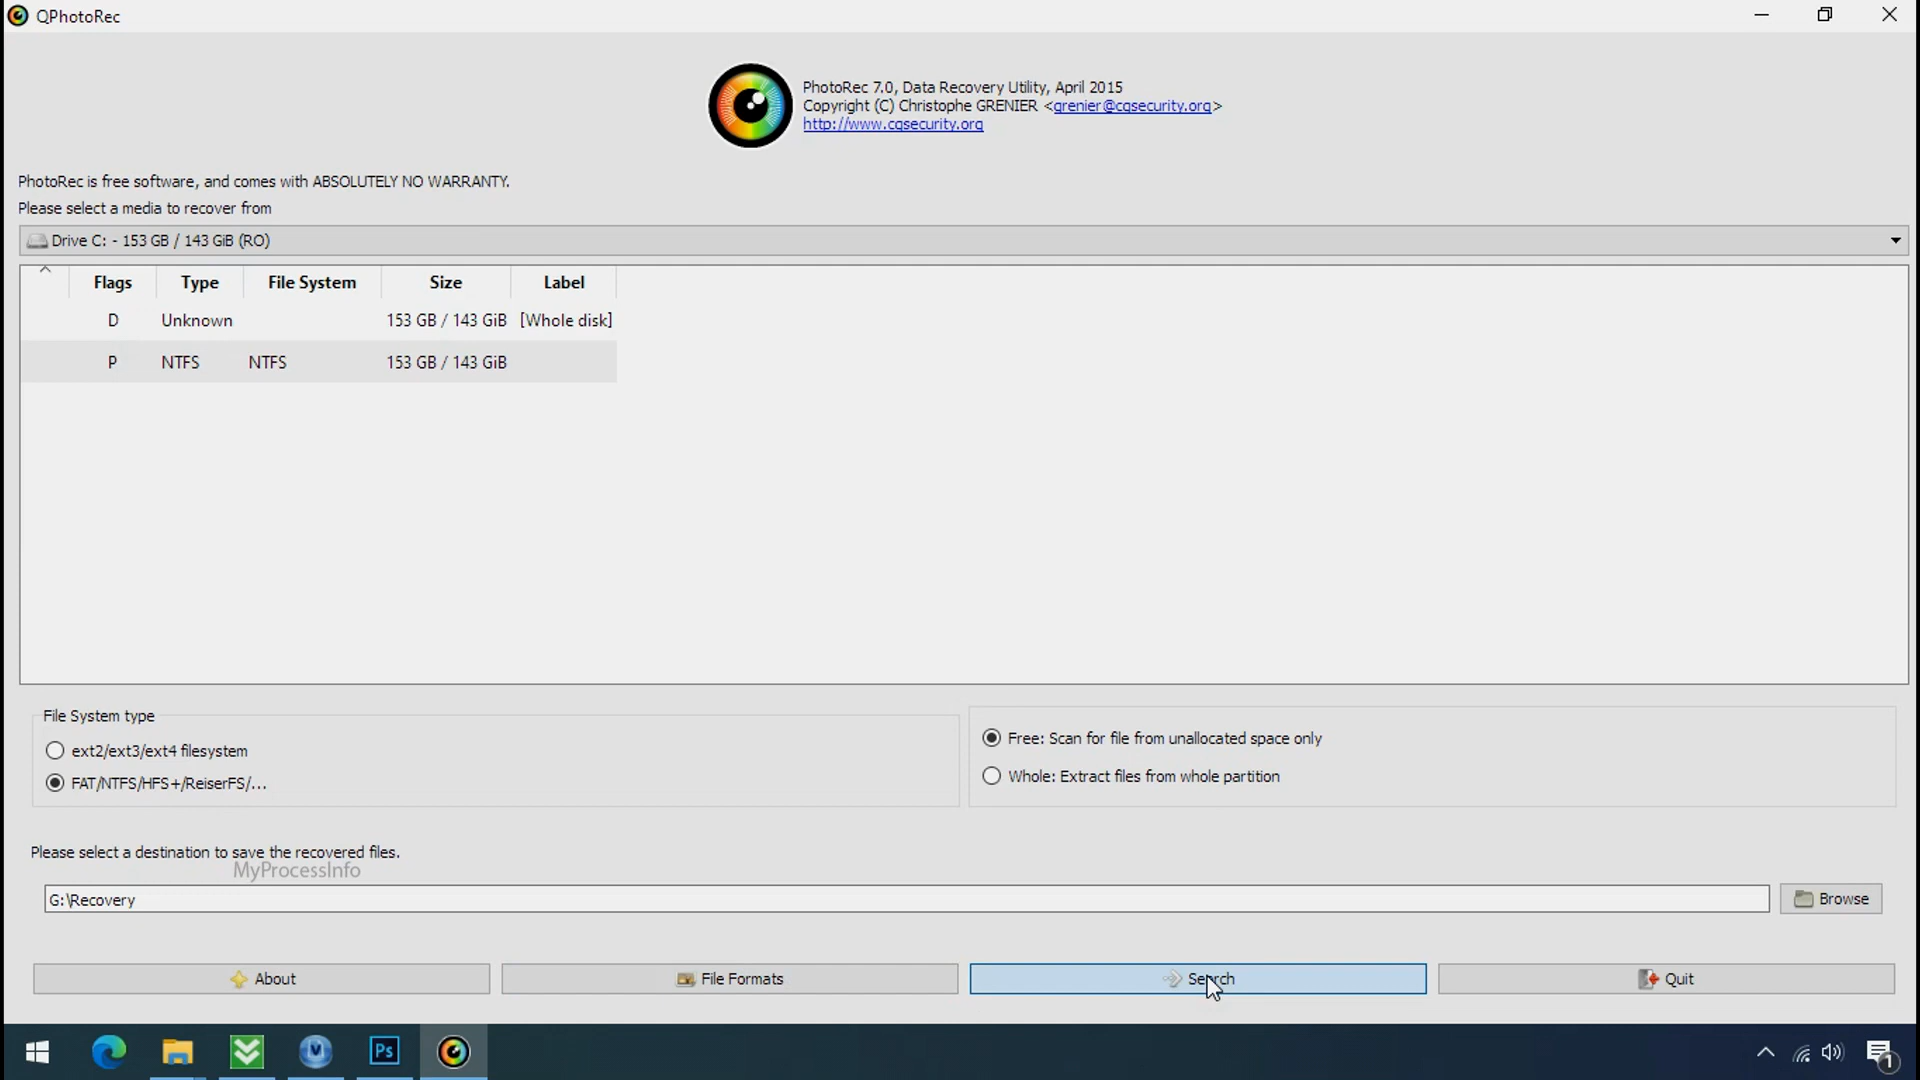 QPhotoRec
PhotoRec 7.0, Data Recovery Utility, April 2015
Copyright (C) Christophe GRENIER <grenier@cgsecurity.org>
http://www.cgsecurity.org
PhotoRec is free software, and comes with ABSOLUTELY NO WARRANTY.
Please select a media to recover from
Drive C: - 153 GB / 143 GiB (RO)
Flags Type File System Size Label
D Unknown 153 GB / 143 GiB [Whole disk]
P NTFS NTFS 153 GB / 143 GiB
File System type
ext2/ext3/ext4 filesystem
FAT/NTFS/HFS+/ReiserFS/...
Free: Scan for file from unallocated space only
Whole: Extract files from whole partition
Please select a destination to save the recovered files.
MyProcessInfo
G:\Recovery
Browse
About File Formats Search Quit
Ps
1